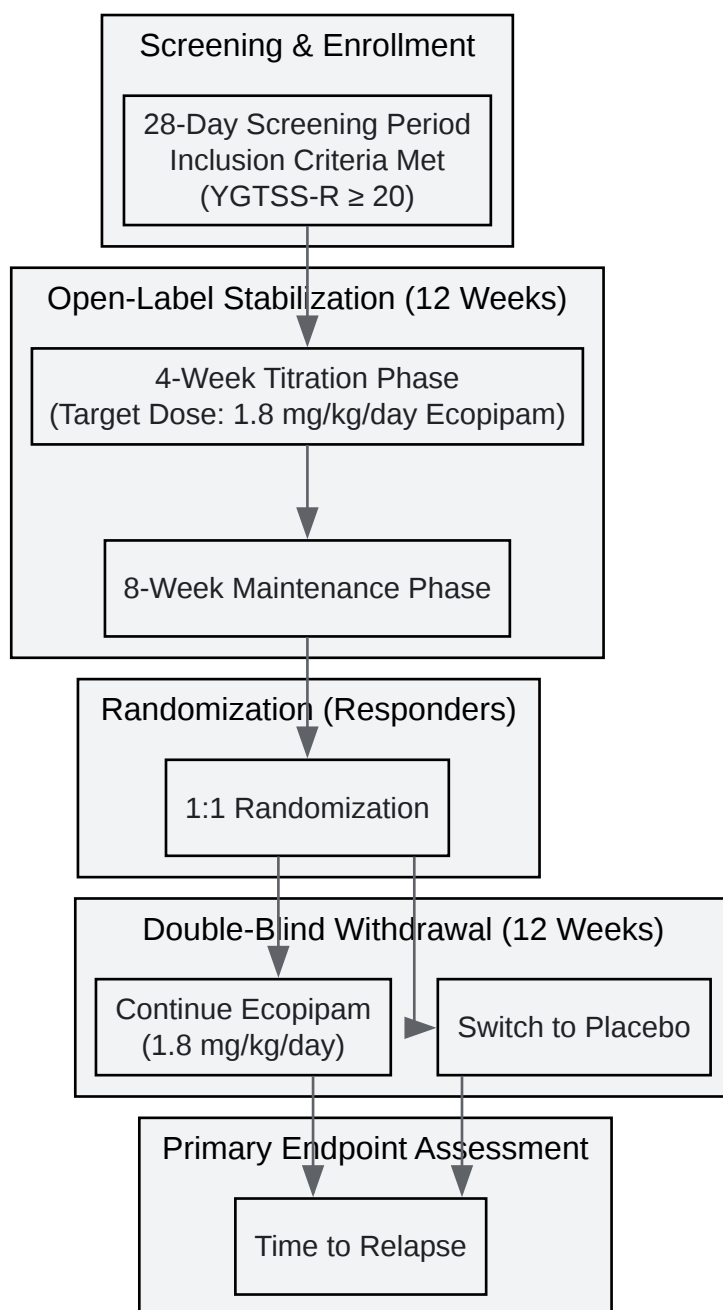 Screening & Enrollment
28-Day Screening Period
Inclusion Criteria Met
(YGTSS-R ≥ 20)
Open-Label Stabilization (12 Weeks)
4-Week Titration Phase
(Target Dose: 1.8 mg/kg/day Ecopipam)
8-Week Maintenance Phase
Randomization (Responders)
1:1 Randomization
Double-Blind Withdrawal (12 Weeks)
Continue Ecopipam
(1.8 mg/kg/day)
Switch to Placebo
Primary Endpoint Assessment
Time to Relapse